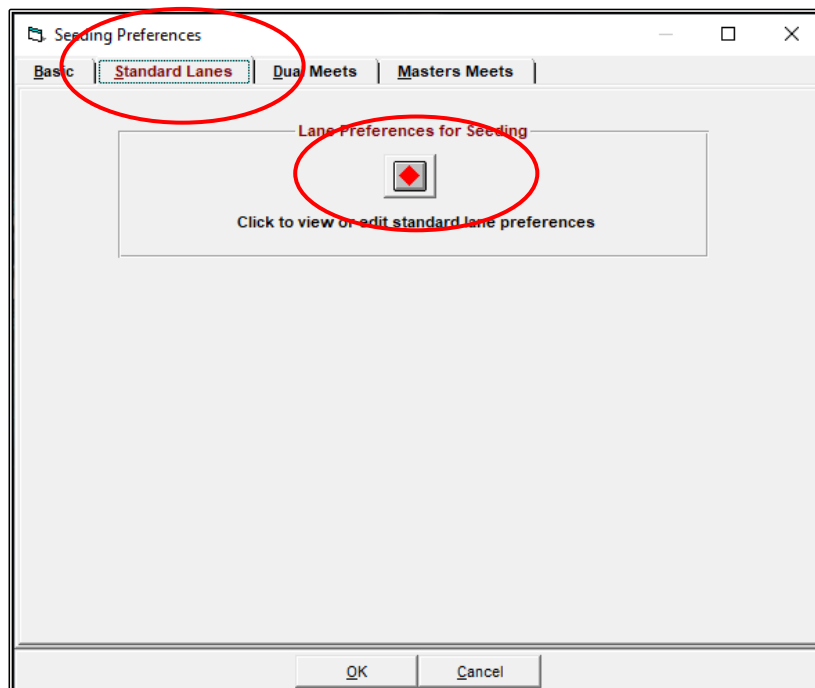 Seeding Preferences
Basic Standard Lanes Dual Meets Masters Meets
Lane Preferences for Seeding
Click to view or edit standard lane preferences
OK Cancel